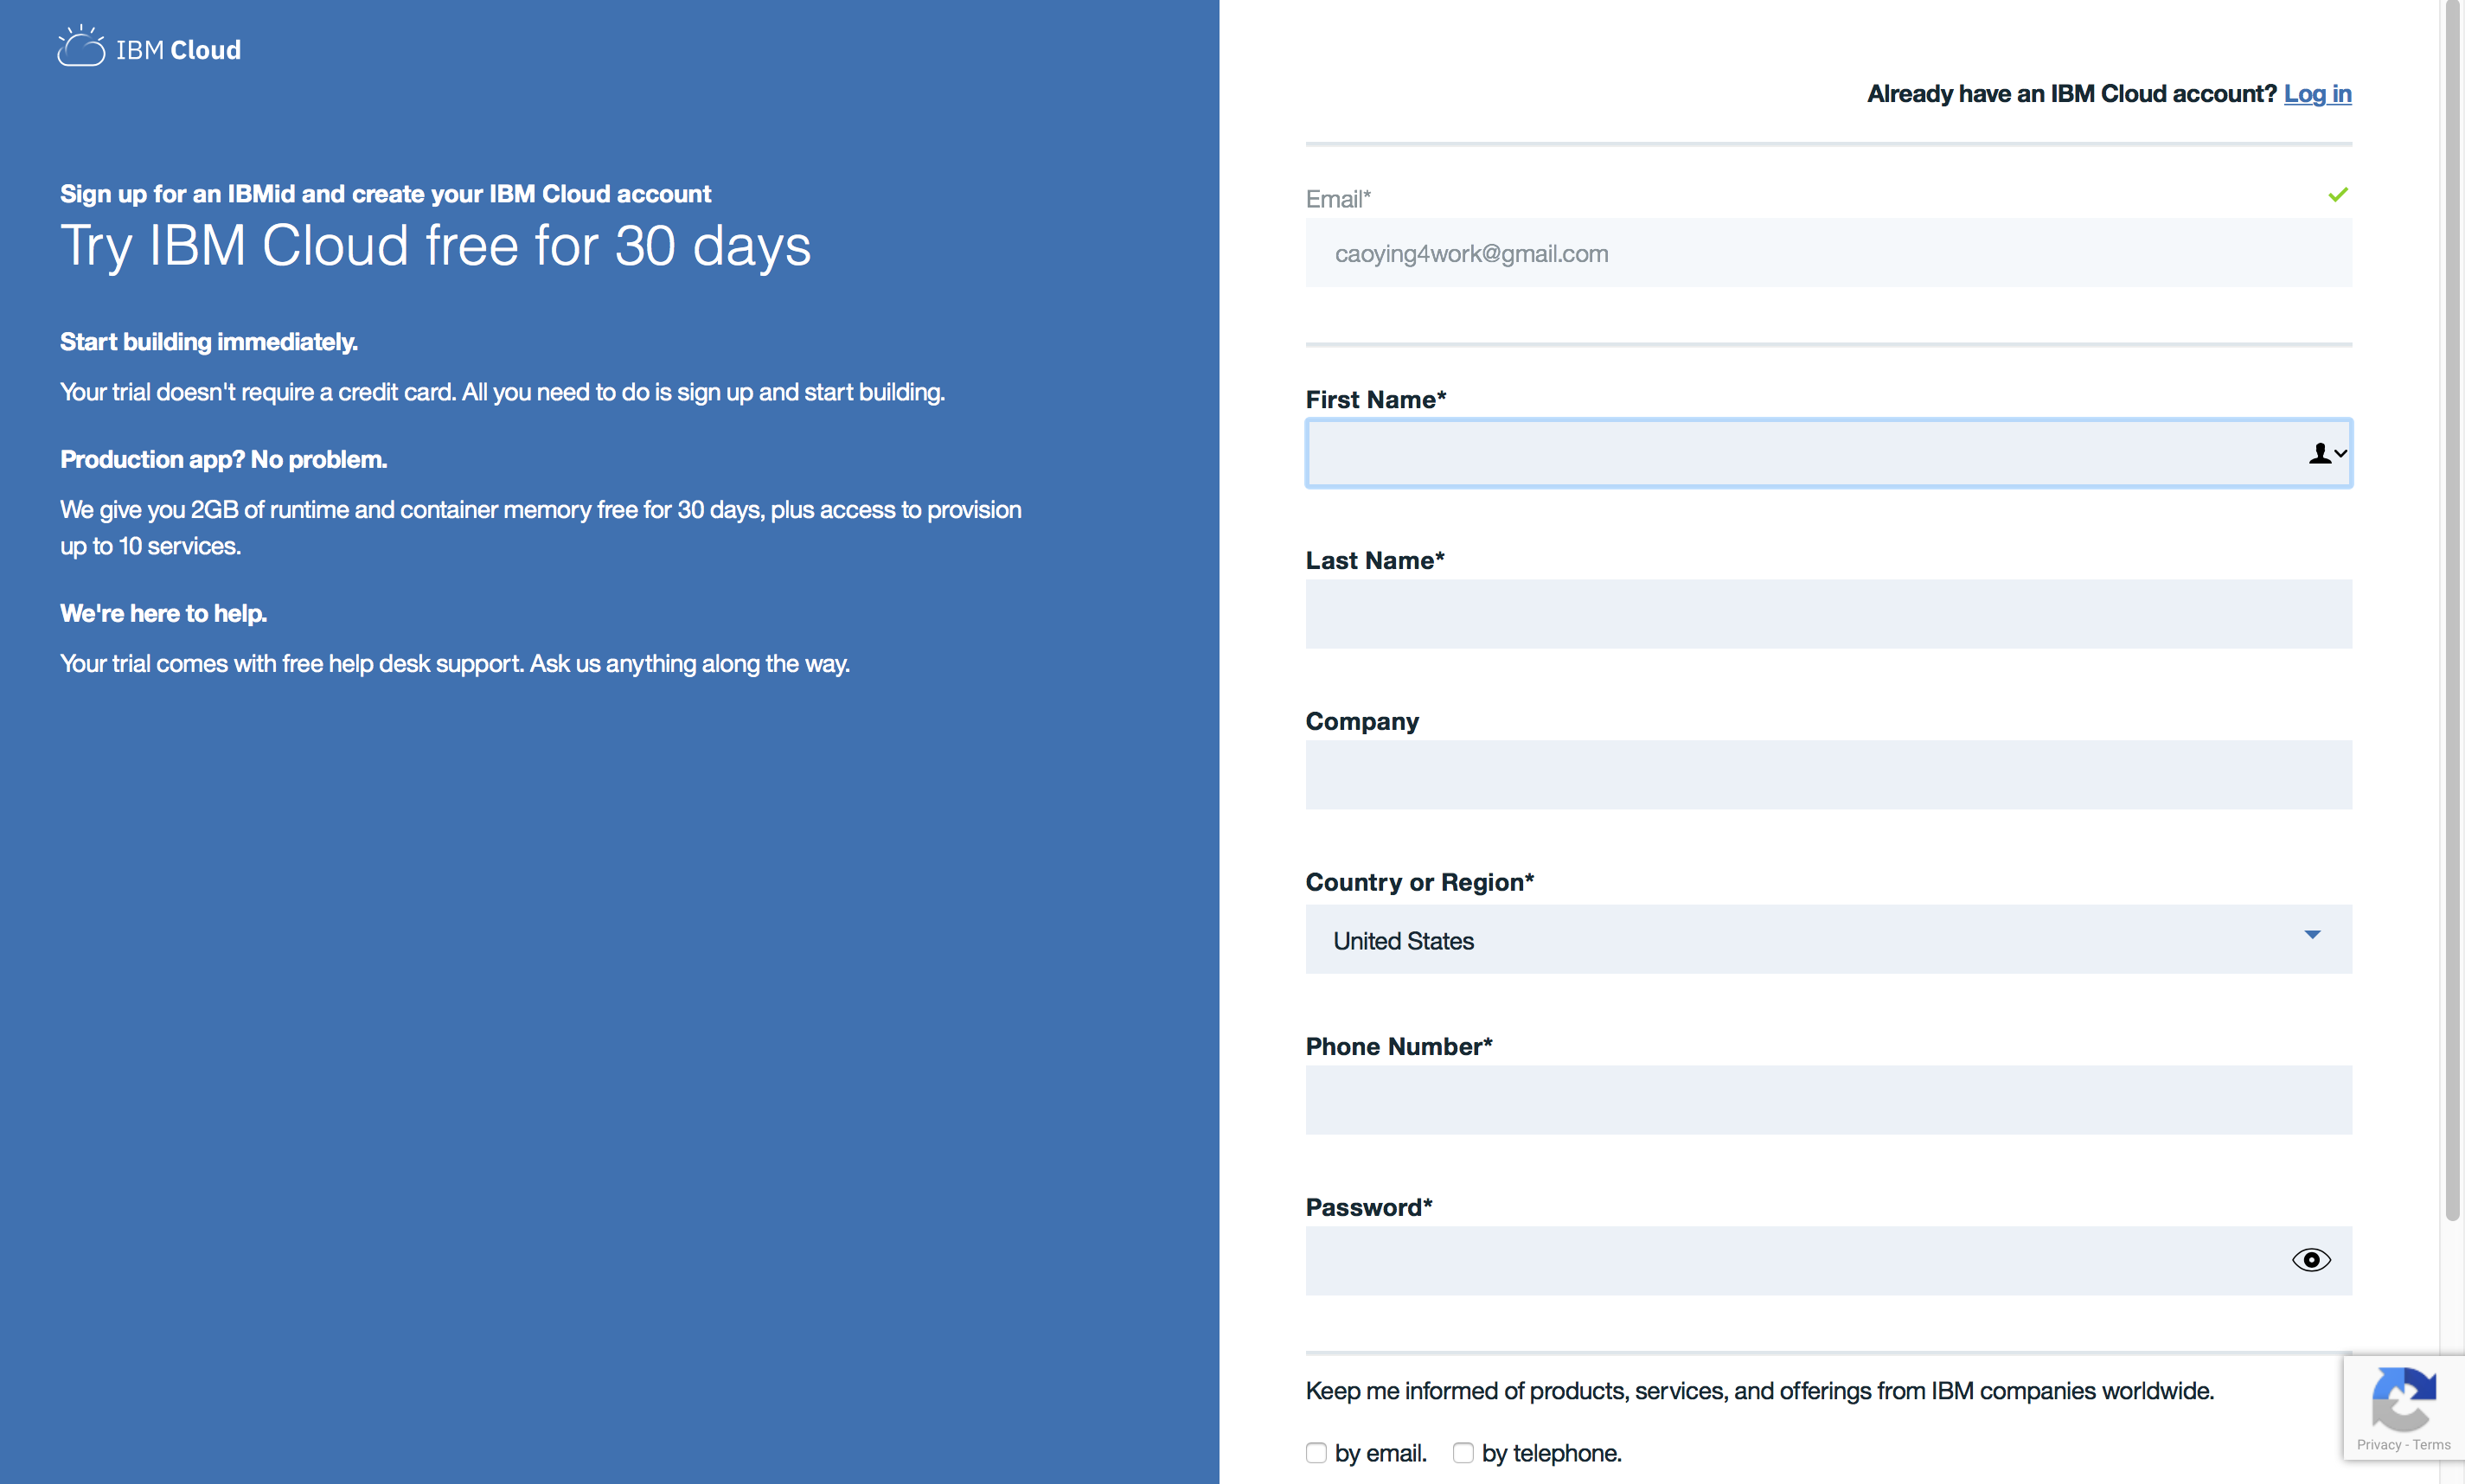 IBM Cloud
Sign up for an IBMid and create your IBM Cloud account
Try IBM Cloud free for 30 days
Start building immediately.
Your trial doesn't require a credit card. All you need to do is sign up and start building.
Production app? No problem.
We give you 2GB of runtime and container memory free for 30 days, plus access to provision
up to 10 services.
We're here to help.
Your trial comes with free help desk support. Ask us anything along the way.
Already have an IBM Cloud account? Log in
Email*
caoying4work@gmail.com
First Name*
Last Name*
Company
Country or Region*
United States
Phone Number*
Password*
Keep me informed of products, services, and offerings from IBM companies worldwide.
by email. by telephone.
Privacy - Terms